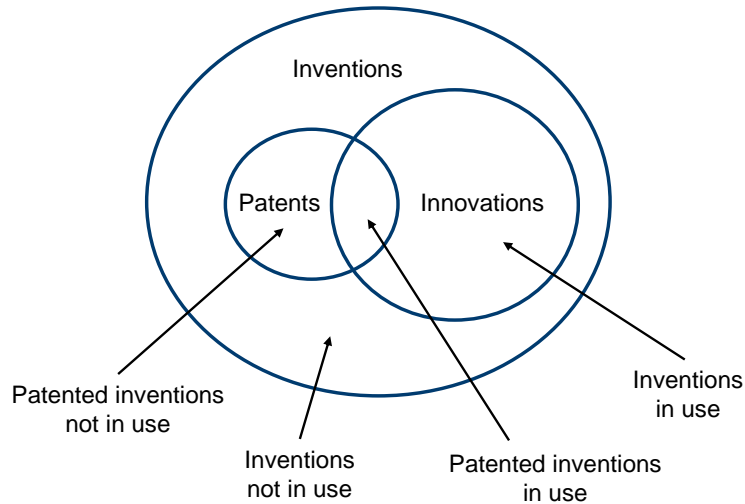 Inventions
Patents
Innovations
Patented inventions
not in use
Inventions
not in use
Patented inventions
in use
Inventions
in use